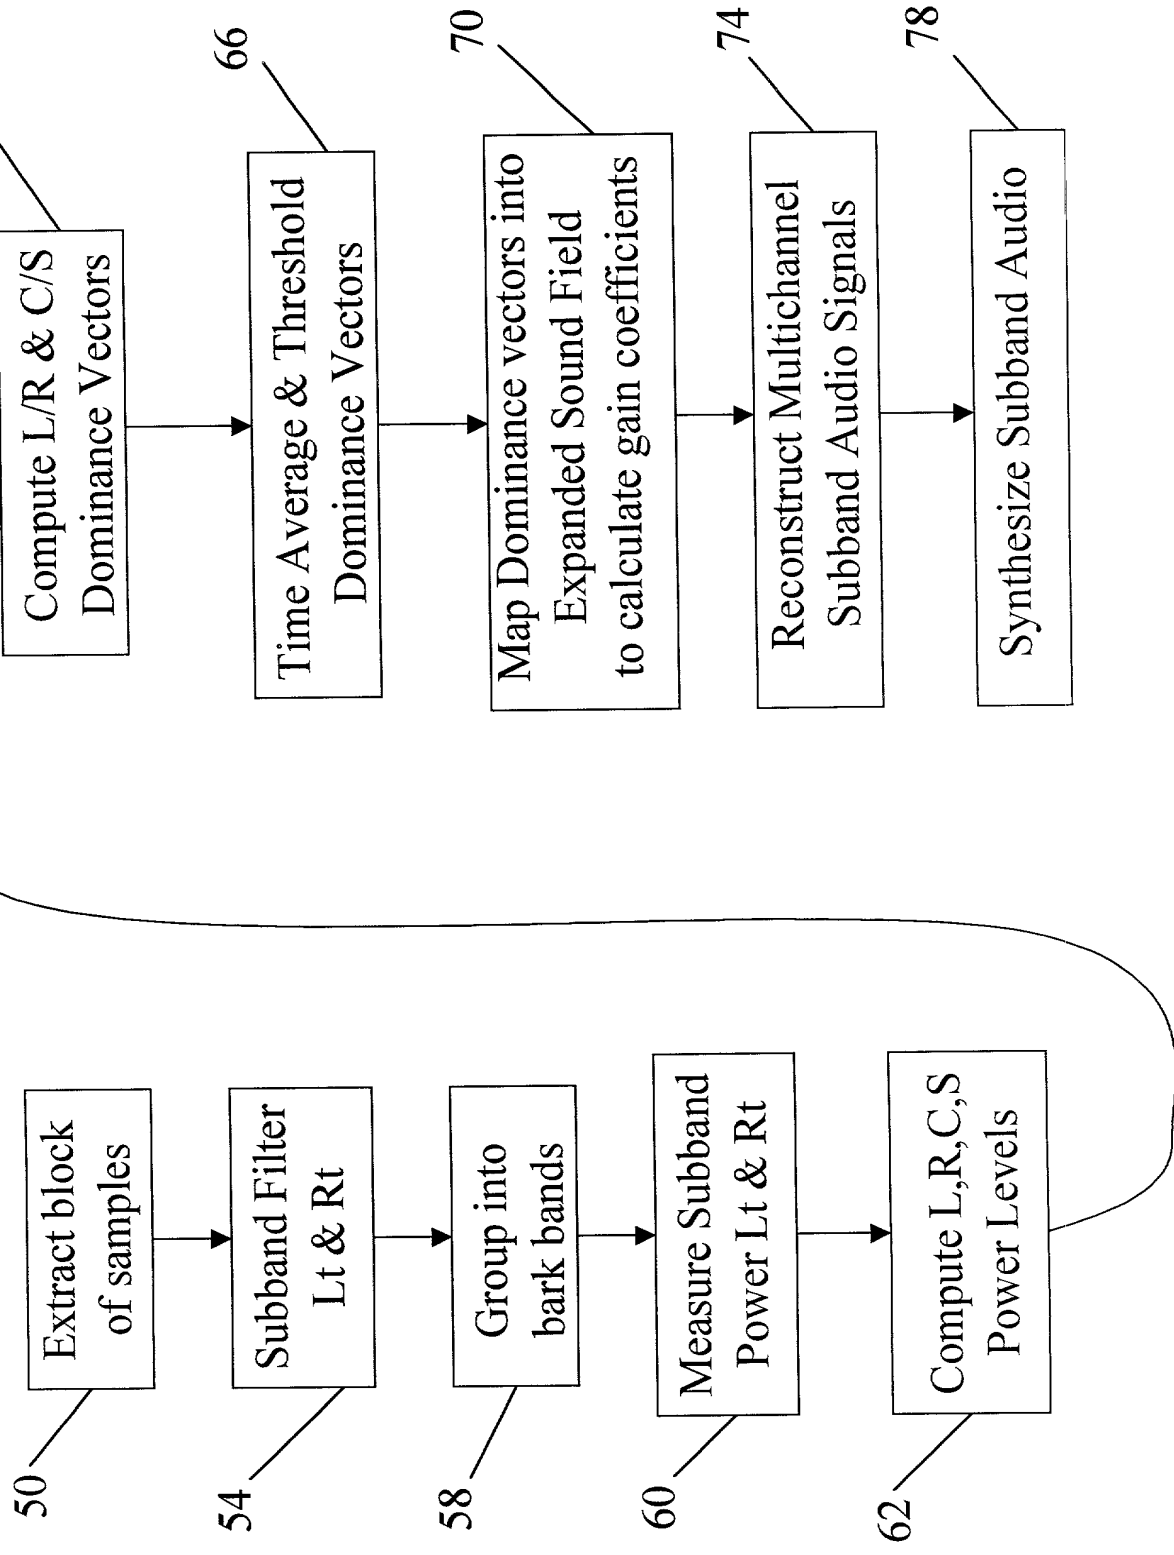 50
Extract block
of samples
54
Subband Filter
Lt & Rt
58
Group into
bark bands
60
Measure Subband
Power Lt & Rt
62
Compute L,R,C,S
Power Levels
Compute L/R & C/S
Dominance Vectors
66
Time Average & Threshold
Dominance Vectors
70
Map Dominance vectors into
Expanded Sound Field
to calculate gain coefficients
74
Reconstruct Multichannel
Subband Audio Signals
78
Synthesize Subband Audio